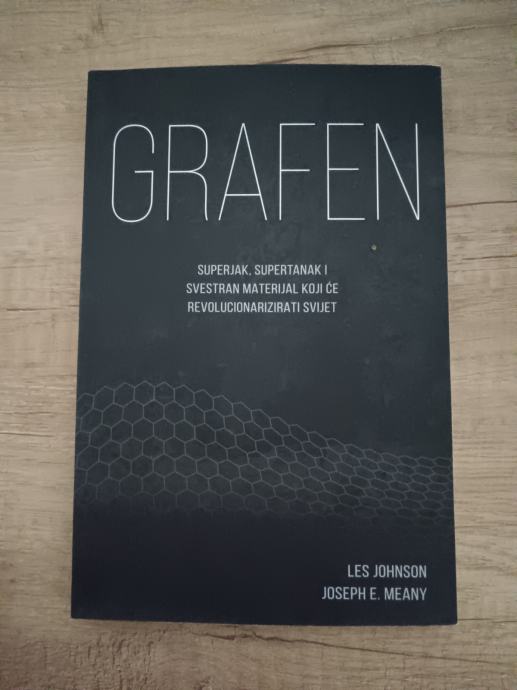 GRAFEN
SUPERJAK, SUPERTANAK I
SVESTRAN MATERIJAL KOJI ĆE
REVOLUCIONARIZIRATI SVIJET
LES JOHNSON
JOSEPH E. MEANY